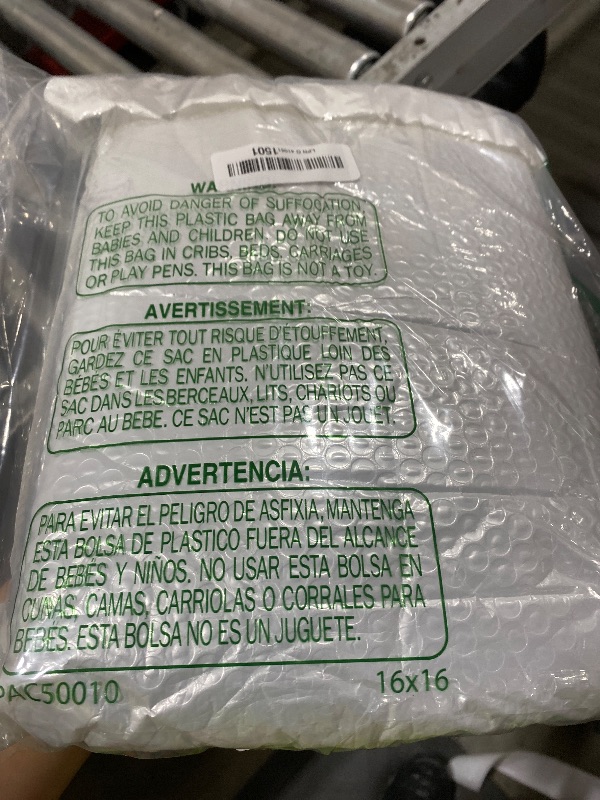 1501
WA
TO AVOID DANGER OF SUFFOCATION,
KEEP THIS PLASTIC BAG AWAY FROM
BABIES AND CHILDREN. DO NOT USE
THIS BAG IN CRIBS, BEDS, CARRIAGES
OR PLAY PENS. THIS BAG IS NOT A TOY.
AVERTISSEMENT:
POUR ÉVITER TOUT RISQUE D'ÉTOUFFEMENT,
GARDEZ CE SAC EN PLASTIQUE LOIN DES
BÉBÉS ET LES ENFANTS. N'UTILISEZ PAS CE
SAC DANS LES BERCEAUX, LITS, CHARIOTS OU
PARC AU BEBE. CE SAC N'EST PAS UN JOUET.
ADVERTENCIA:
PARA EVITAR EL PELIGRO DE ASFIXIA, MANTENGA
ESTA BOLSA DE PLASTICO FUERA DEL ALCANCE
DE BEBÉS Y NIÑOS. NO USAR ESTA BOLSA EN
CUNAS, CAMAS, CARRIOLAS O CORRALES PARA
BEBES. ESTA BOLSA NO ES UN JUGUETE.
PAC50010 16x16